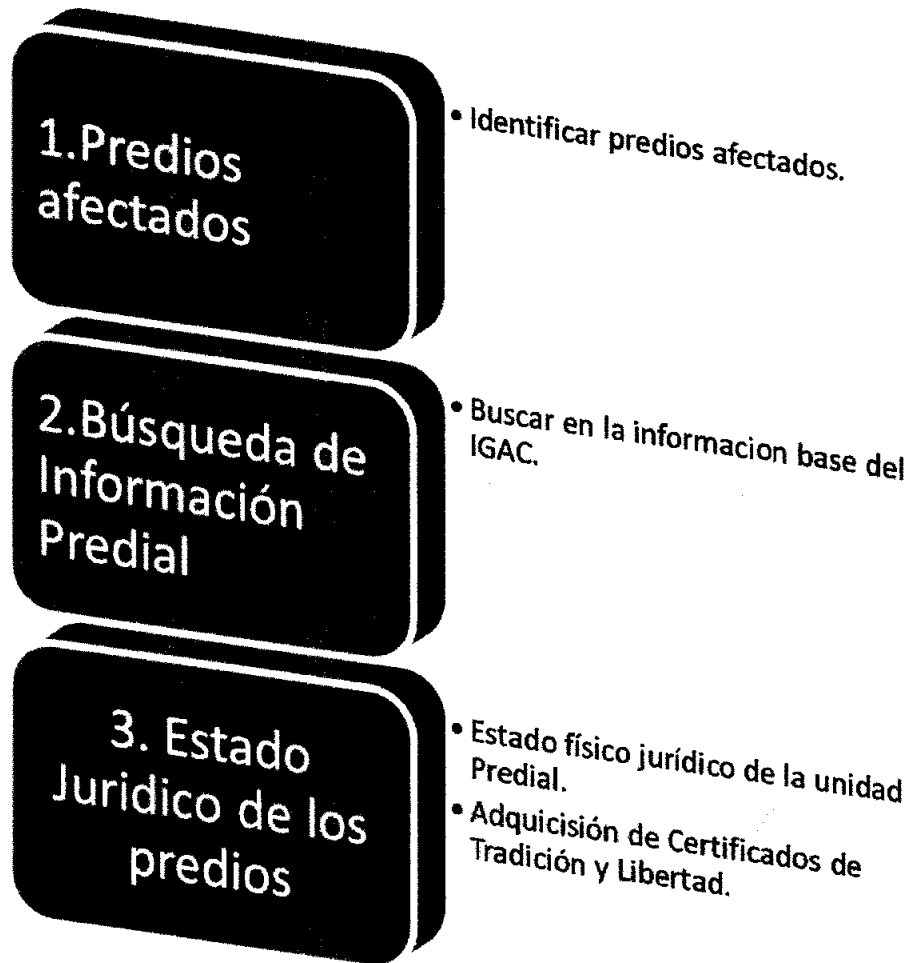 1.Predios
afectados
• Identificar predios afectados.
2.Búsqueda de
Información
Predial
• Buscar en la informacion base del
IGAC.
3. Estado
Juridico de los
predios
• Estado físico jurídico de la unidad
Predial.
• Adquicisión de Certificados de
Tradición y Libertad.